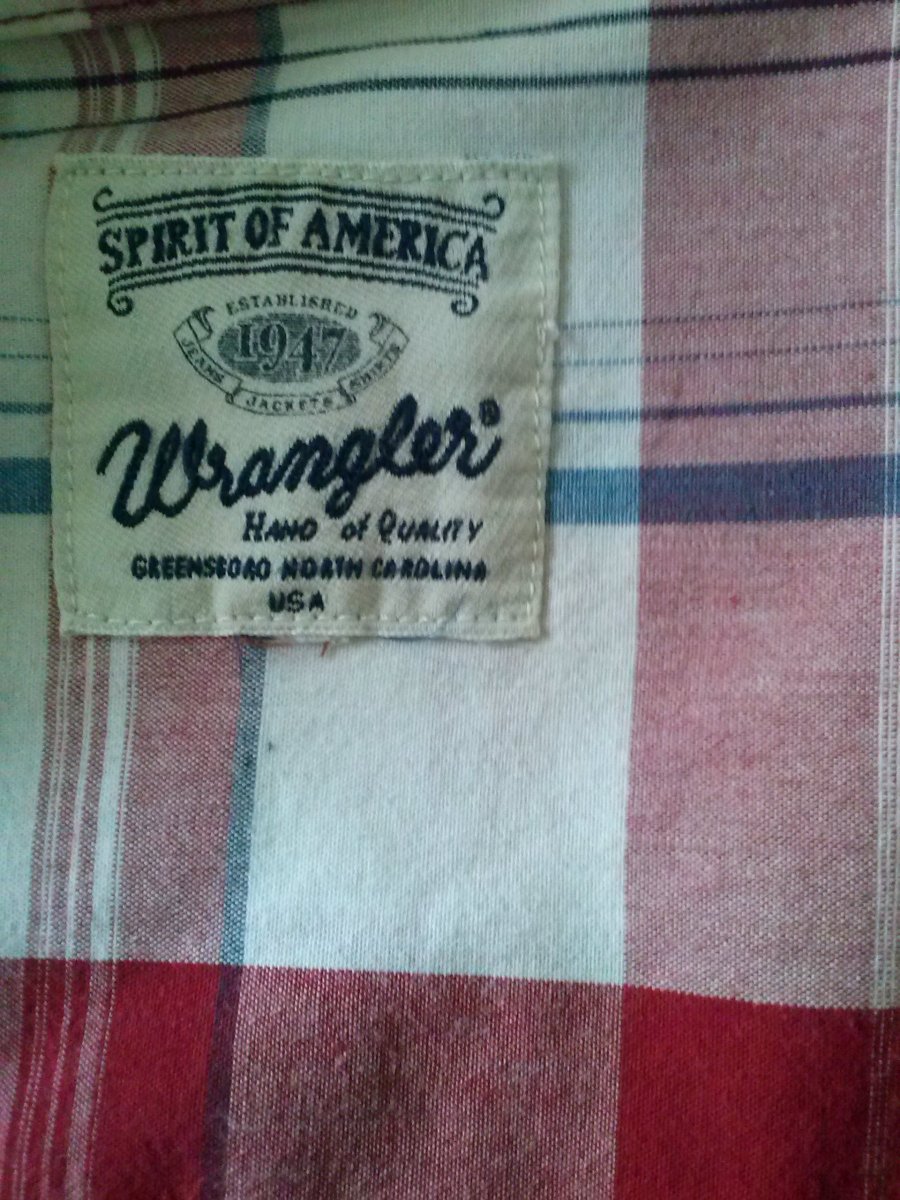 SPIRIT OF AMERICA
ESTABLISHED
1947
JEANS JACKETS SHIRTS
Wrangler®
HAND of QUALITY
GREENSBORO NORTH CAROLINA
USA